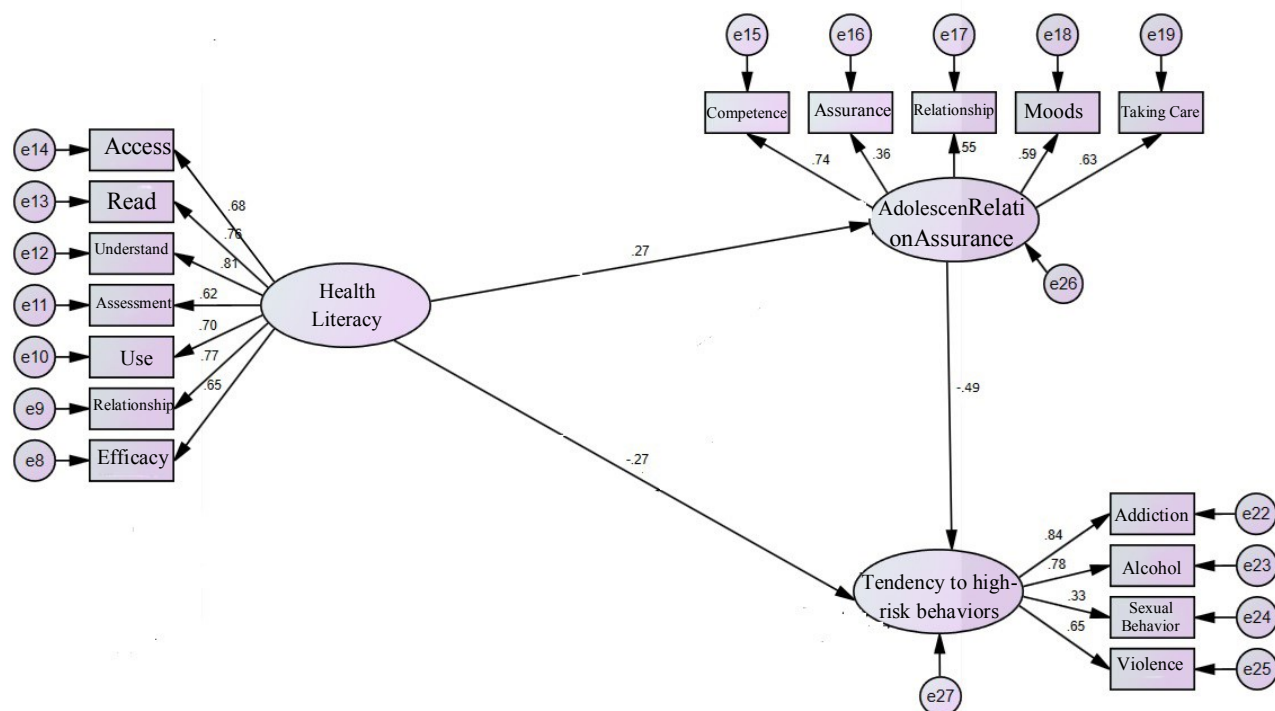 e15
e16
e17
e18
e19
Competence
Assurance
Relationship
Moods
Taking Care
.74
.36
.55
.59
.63
AdolescenRelati
onAssurance
e26
e14
Access
e13
Read
e12
Understand
e11
Assessment
e10
Use
e9
Relationship
e8
Efficacy
.68
.76
.81
.62
.70
.77
.65
Health
Literacy
.27
-.27
-.49
Tendency to high-
risk behaviors
e27
.84
.78
.33
.65
Addiction
e22
Alcohol
e23
Sexual
Behavior
e24
Violence
e25